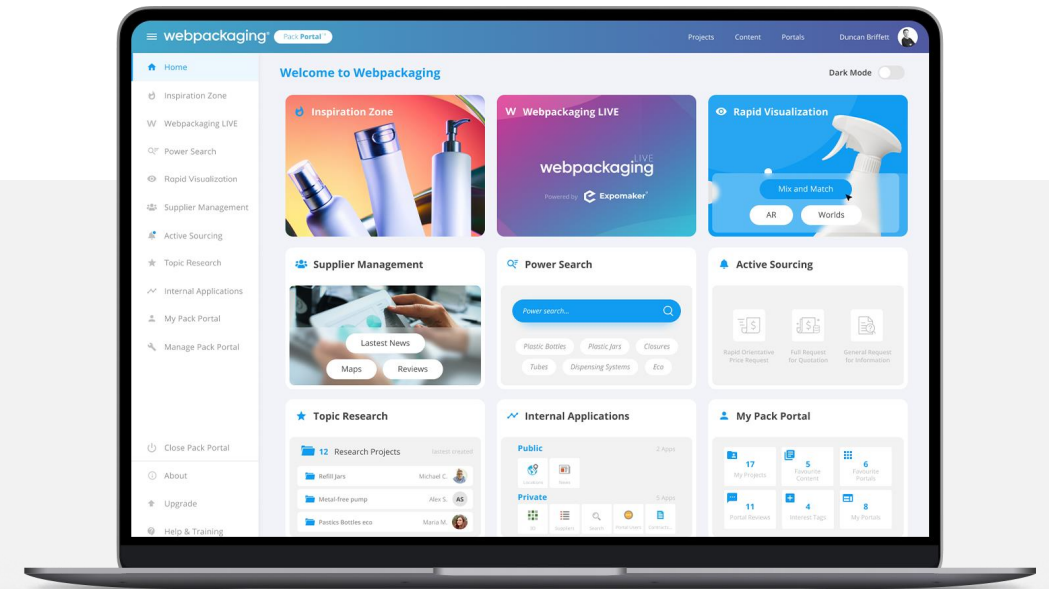 webpackaging®
Pack Portal™
Projects
Content
Portals
Duncan Briffett
Home
Inspiration Zone
Webpackaging LIVE
Power Search
Rapid Visualization
Supplier Management
Active Sourcing
Topic Research
Internal Applications
My Pack Portal
Manage Pack Portal
Close Pack Portal
About
Upgrade
Help & Training
Welcome to Webpackaging
Dark Mode
Inspiration Zone
W Webpackaging LIVE
LIVE
webpackaging
Powered by Expomaker®
Rapid Visualization
Mix and Match
AR
Worlds
Supplier Management
Lastest News
Maps
Reviews
Power Search
Power search...
Plastic Bottles
Plastic Jars
Closures
Tubes
Dispensing Systems
Eco
Active Sourcing
Rapid Orientative
Price Request
Full Request
for Quotation
General Request
for Information
Topic Research
12 Research Projects
lastest created
Refill Jars
Michael C.
Metal-free pump
Alex S.
AS
Pastics Bottles eco
Maria M.
Internal Applications
Public
2 Apps
Private
5 Apps
Search
Portal Users
My Pack Portal
17
My Projects
5
Favourite
Content
6
Favourite
Portals
11
Portal Reviews
4
Interest Tags
8
My Portals